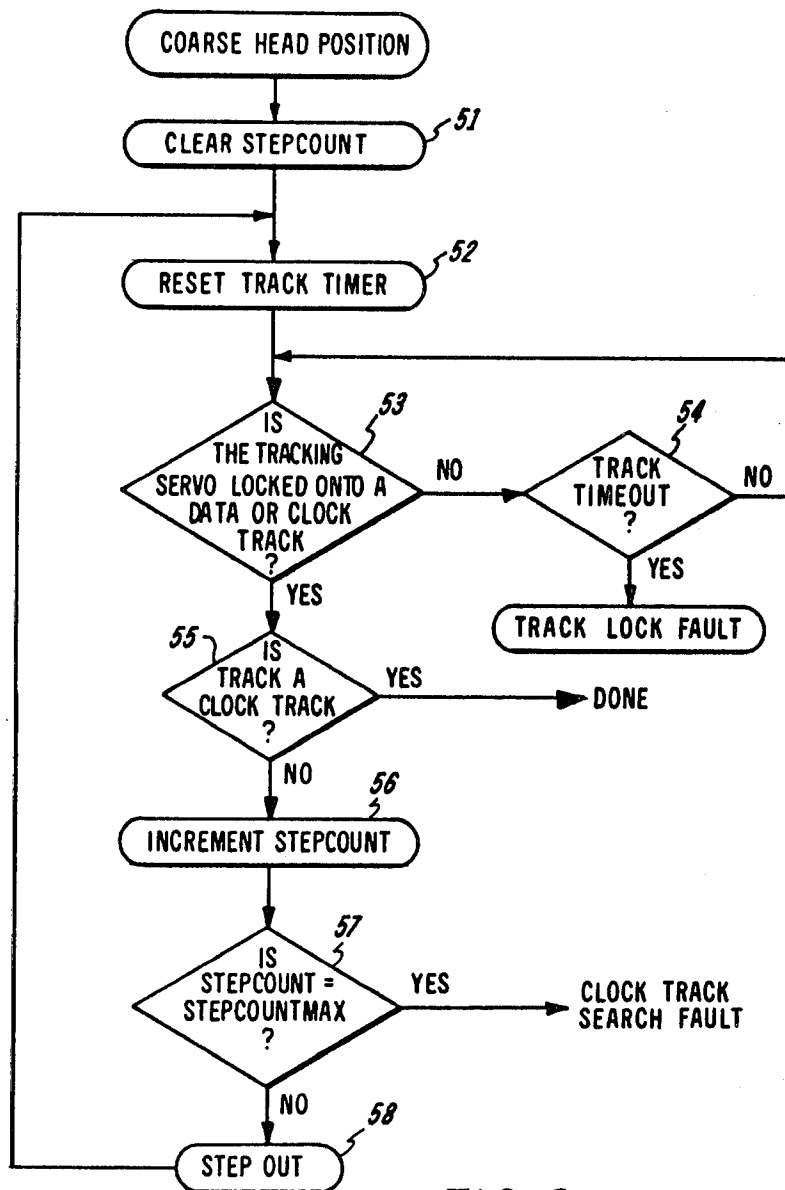 COARSE HEAD POSITION
51
CLEAR STEPCOUNT
52
RESET TRACK TIMER
53
IS
THE TRACKING
SERVO LOCKED ONTO A
DATA OR CLOCK
TRACK
?
NO
54
TRACK
TIMEOUT
?
NO
YES
TRACK LOCK FAULT
YES
55
IS
TRACK A
CLOCK TRACK
?
YES
DONE
NO
56
INCREMENT STEPCOUNT
57
IS
STEPCOUNT =
STEPCOUNTMAX
?
YES
CLOCK TRACK
SEARCH FAULT
NO
58
STEP OUT